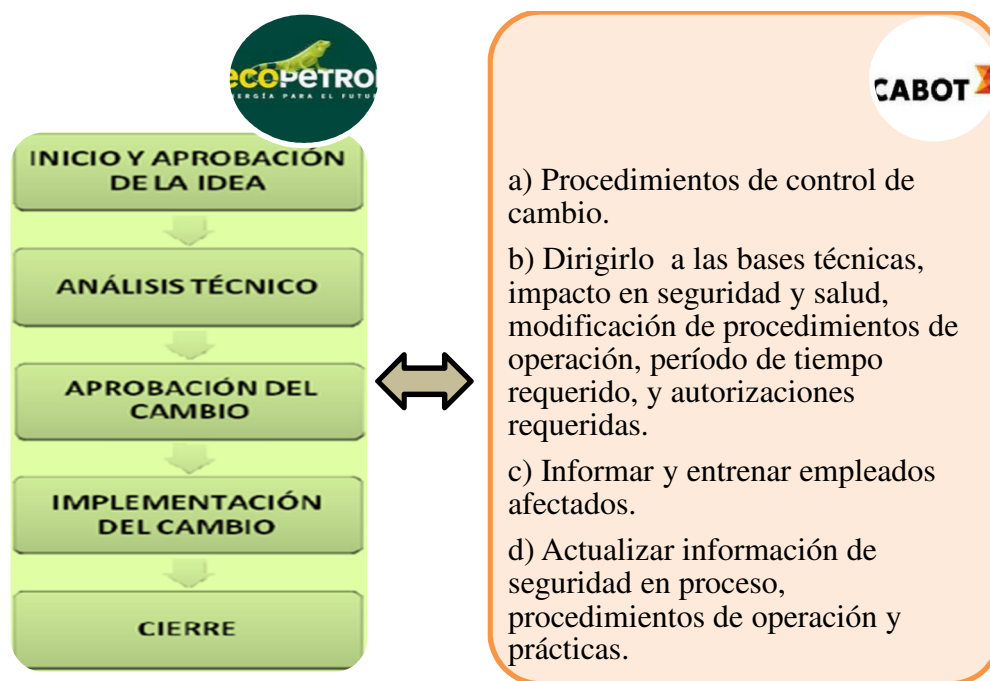 ecopetrol
ENERGÍA PARA EL FUTURO
CABOT
INICIO Y APROBACIÓN
DE LA IDEA
ANÁLISIS TÉCNICO
APROBACIÓN DEL
CAMBIO
IMPLEMENTACIÓN
DEL CAMBIO
CIERRE
a) Procedimientos de control de
cambio.
b) Dirigirlo  a las bases técnicas,
impacto en seguridad y salud,
modificación de procedimientos de
operación, período de tiempo
requerido, y autorizaciones
requeridas.
c) Informar y entrenar empleados
afectados.
d) Actualizar información de
seguridad en proceso,
procedimientos de operación y
prácticas.